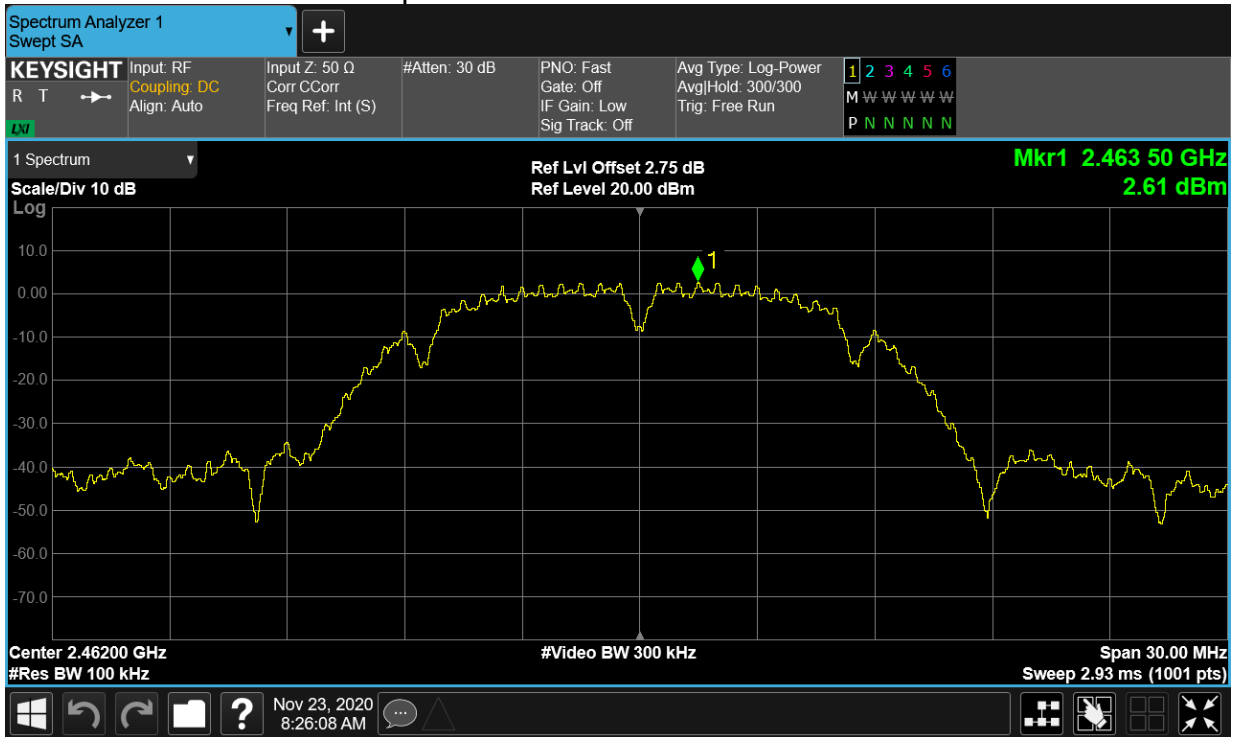 Spectrum Analyzer 1
Swept SA
+
KEYSIGHT
R T
LXI
Input: RF
Coupling: DC
Align: Auto
Input Z: 50 Ω
Corr CCorr
Freq Ref: Int (S)
#Atten: 30 dB
PNO: Fast
Gate: Off
IF Gain: Low
Sig Track: Off
Avg Type: Log-Power
Avg|Hold: 300/300
Trig: Free Run
1 2 3 4 5 6
M W W W W W
P N N N N N
1 Spectrum
Scale/Div 10 dB
Log
Ref Lvl Offset 2.75 dB
Ref Level 20.00 dBm
Mkr1 2.463 50 GHz
2.61 dBm
1
10.0
0.00
-10.0
-20.0
-30.0
-40.0
-50.0
-60.0
-70.0
Center 2.46200 GHz
#Res BW 100 kHz
#Video BW 300 kHz
Span 30.00 MHz
Sweep 2.93 ms (1001 pts)
?
Nov 23, 2020
8:26:08 AM